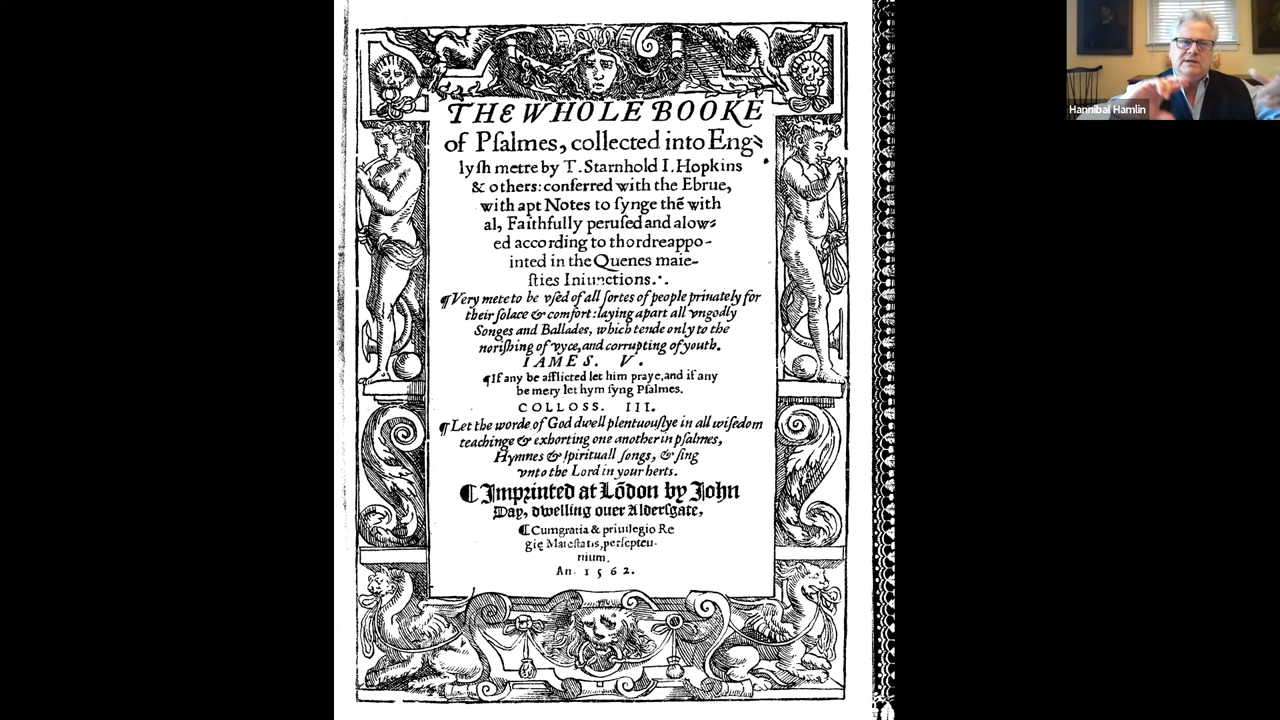 THE WHOLE BOOKE
of Pſalmes, collected into Eng⸗
lyſh metre by T. Starnhold I. Hopkins
& others: conferred with the Ebrue,
with apt Notes to ſynge thē with
al, Faithfully peruſed and alow⸗
ed according to thordre appo-
inted in the Quenes maie-
ſties Iniunctions.·.
¶Very mete to be vſed of all ſortes of people priuately for
their ſolace & comfort: laying apart all vngodly
Songes and Ballades, which tende only to the
noriſhing of vyce, and corrupting of youth.
IAMES. V.
¶If any be afflicted let him praye, and if any
be mery let hym ſyng Pſalmes.
COLLOSS. III.
¶Let the worde of God dwell plentuouſlye in all wiſedom
teachinge & exhorting one another in pſalmes,
Hymnes & ſpirituall ſongs, & ſing
vnto the Lord in your herts.
¶Imprinted at Lōdon by John
Day, dwelling ouer Alderſgate,
¶Cum gratia & priuilegio Re
gię Maieſtatis, per ſepten-
nium.
An. 1562.
Hannibal Hamlin